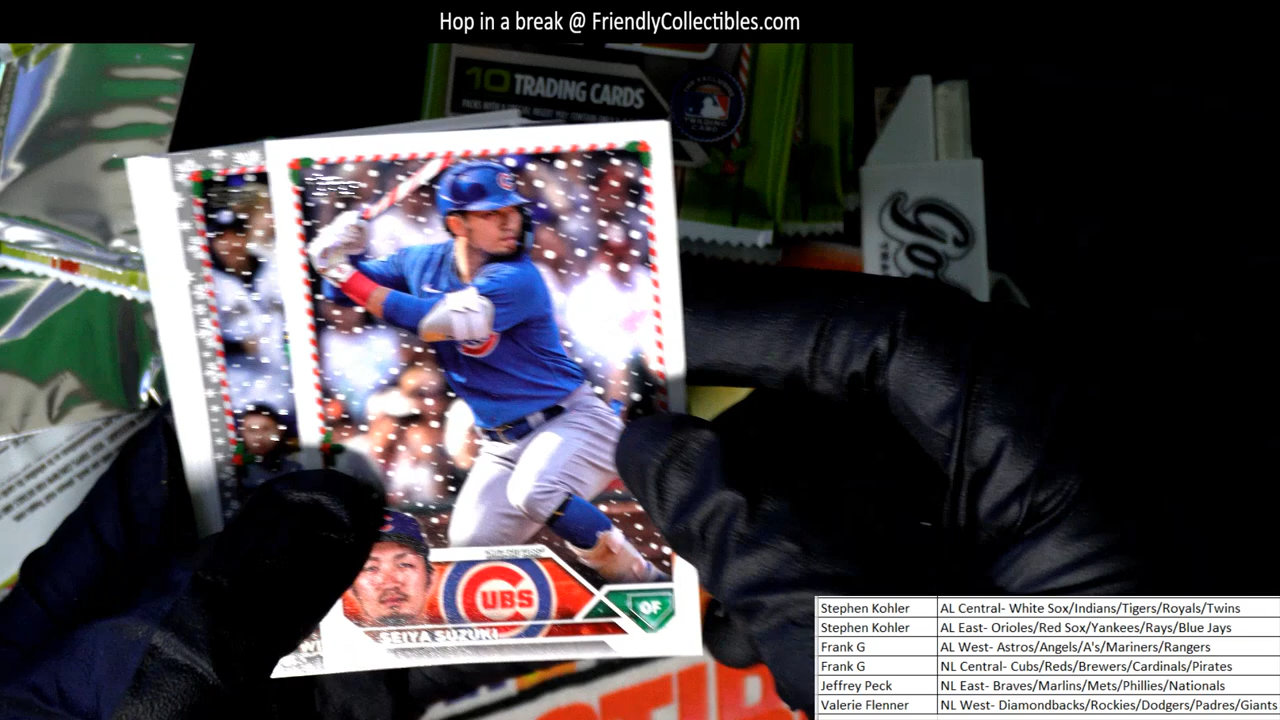 Hop in a break @ FriendlyCollectibles.com
10 TRADING CARDS
CUBS
OF
SEIYA SUZUKI
Stephen Kohler AL Central- White Sox/Indians/Tigers/Royals/Twins
Stephen Kohler AL East- Orioles/Red Sox/Yankees/Rays/Blue Jays
Frank G AL West- Astros/Angels/A's/Mariners/Rangers
Frank G NL Central- Cubs/Reds/Brewers/Cardinals/Pirates
Jeffrey Peck NL East- Braves/Marlins/Mets/Phillies/Nationals
Valerie Flenner NL West- Diamondbacks/Rockies/Dodgers/Padres/Giants